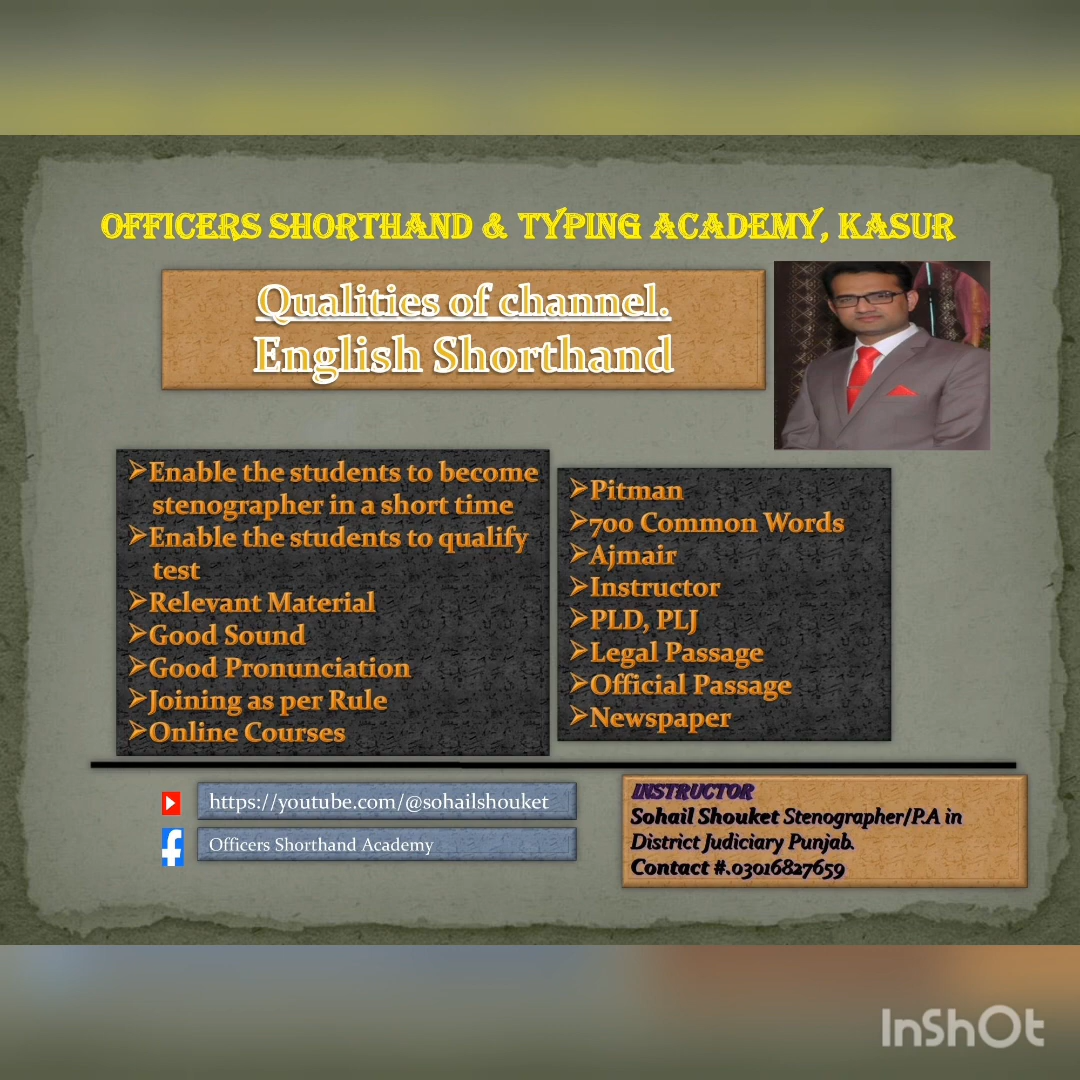 OFFICERS SHORTHAND & TYPING ACADEMY, KASUR
Qualities of channel.
English Shorthand
➢Enable the students to become
stenographer in a short time
➢Enable the students to qualify
test
➢Relevant Material
➢Good Sound
➢Good Pronunciation
➢Joining as per Rule
➢Online Courses
➢Pitman
➢700 Common Words
➢Ajmair
➢Instructor
➢PLD, PLJ
➢Legal Passage
➢Official Passage
➢Newspaper
https://youtube.com/@sohailshouket
Officers Shorthand Academy
INSTRUCTOR
Sohail Shouket Stenographer/P.A in
District Judiciary Punjab.
Contact #.03016827659
InShOt